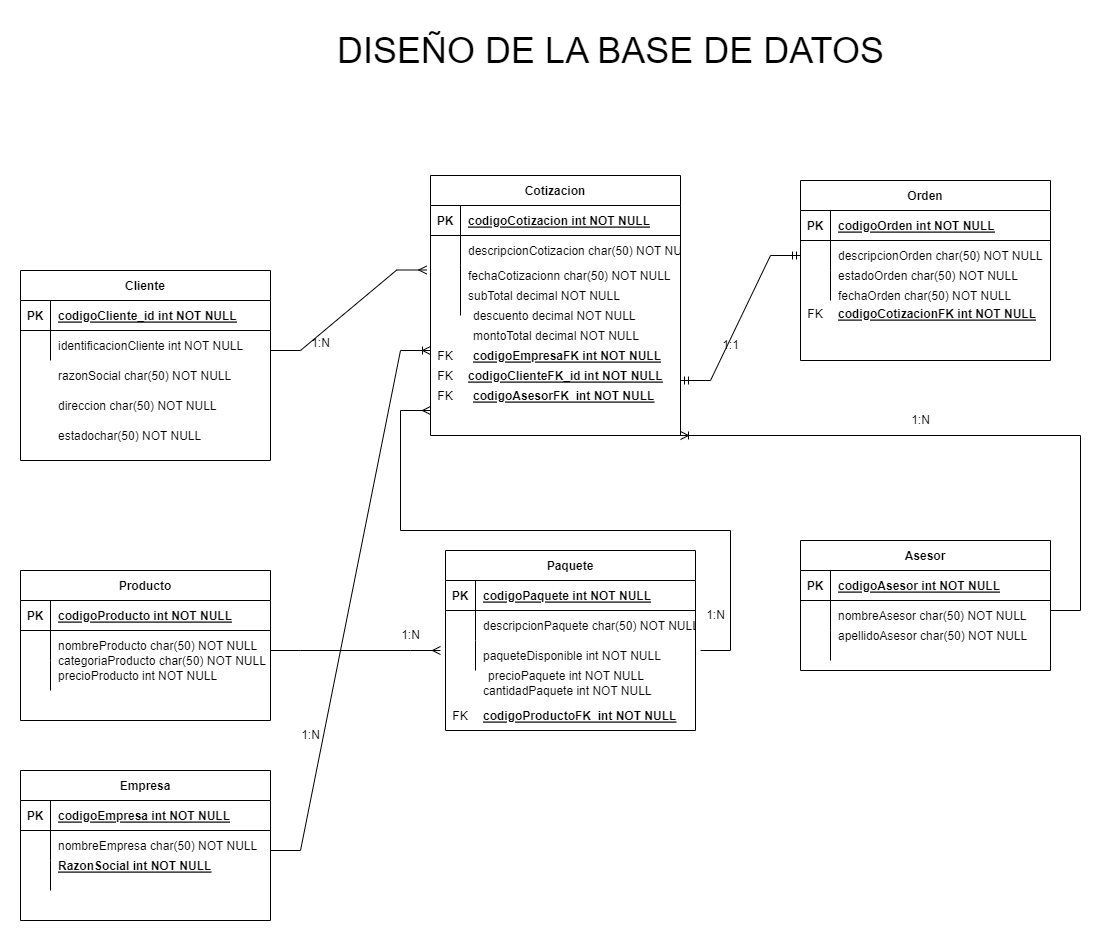 DISEÑO DE LA BASE DE DATOS
Cotizacion
PK codigoCotizacion int NOT NULL
descripcionCotizacion char(50) NOT NU
fechaCotizacionn char(50) NOT NULL
subTotal decimal NOT NULL
descuento decimal NOT NULL
montoTotal decimal NOT NULL
FK codigoEmpresaFK int NOT NULL
FK codigoClienteFK_id int NOT NULL
FK codigoAsesorFK_int NOT NULL
Orden
PK codigoOrden int NOT NULL
descripcionOrden char(50) NOT NULL
estadoOrden char(50) NOT NULL
fechaOrden char(50) NOT NULL
FK codigoCotizacionFK int NOT NULL
Cliente
PK codigoCliente_id int NOT NULL
identificacionCliente int NOT NULL
razonSocial char(50) NOT NULL
direccion char(50) NOT NULL
estadochar(50) NOT NULL
1:N
1:1
1:N
Producto
PK codigoProducto int NOT NULL
nombreProducto char(50) NOT NULL
categoriaProducto char(50) NOT NULL
precioProducto int NOT NULL
1:N
Paquete
PK codigoPaquete int NOT NULL
descripcionPaquete char(50) NOT NULL
paqueteDisponible int NOT NULL
precioPaquete int NOT NULL
cantidadPaquete int NOT NULL
FK codigoProductoFK_int NOT NULL
1:N
Asesor
PK codigoAsesor int NOT NULL
nombreAsesor char(50) NOT NULL
apellidoAsesor char(50) NOT NULL
1:N
Empresa
PK codigoEmpresa int NOT NULL
nombreEmpresa char(50) NOT NULL
RazonSocial int NOT NULL